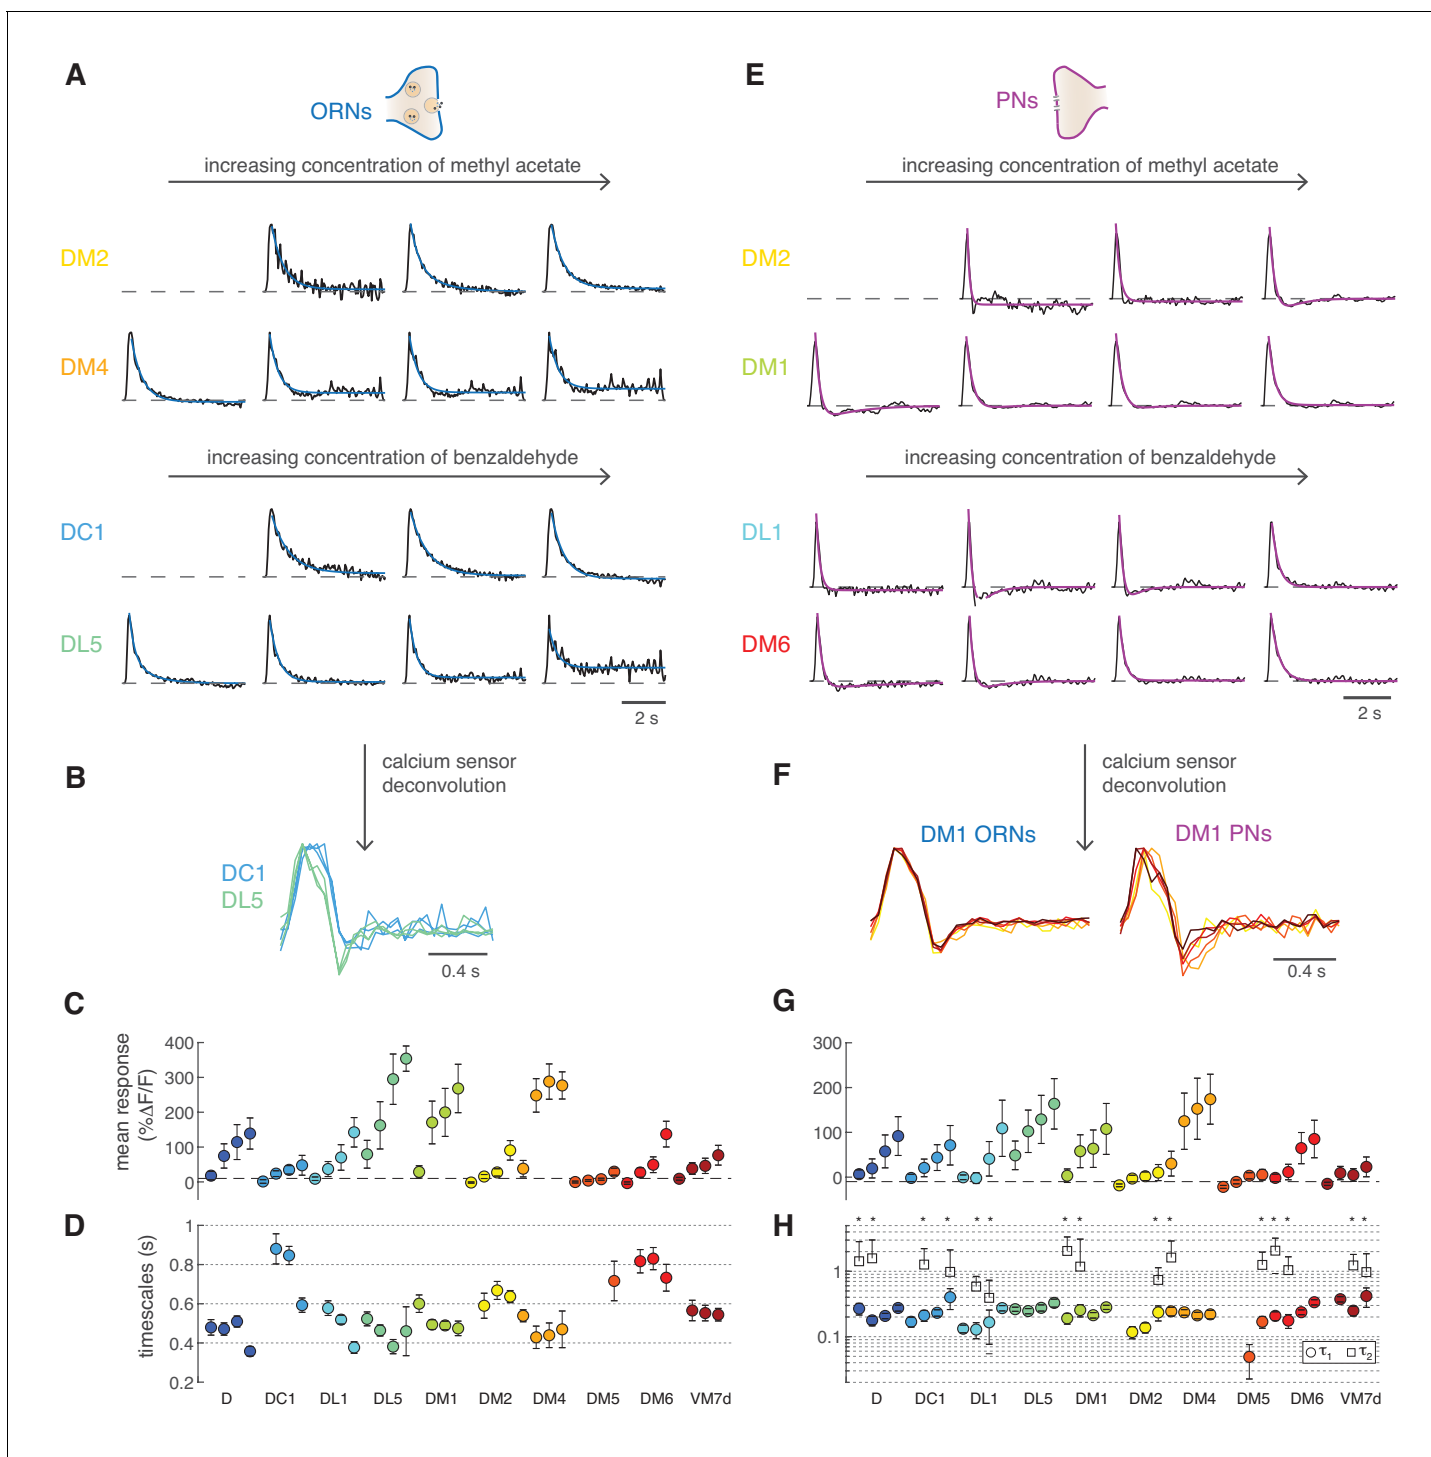 A
ORNs
increasing concentration of methyl acetate
DM2
DM4
increasing concentration of benzaldehyde
DC1
DL5
2 s
calcium sensor
deconvolution
B
DC1
DL5
0.4 s
C
mean response
(%ΔF/F)
400
300
200
100
0
D
timescales (s)
1
0.8
0.6
0.4
0.2
D DC1 DL1 DL5 DM1 DM2 DM4 DM5 DM6 VM7d
E
PNs
increasing concentration of methyl acetate
DM2
DM1
increasing concentration of benzaldehyde
DL1
DM6
2 s
calcium sensor
deconvolution
F
DM1 ORNs
DM1 PNs
0.4 s
G
300
200
100
0
H
* * * * * * * * * * * * * * *
1
0.1
τ1 τ2
D DC1 DL1 DL5 DM1 DM2 DM4 DM5 DM6 VM7d